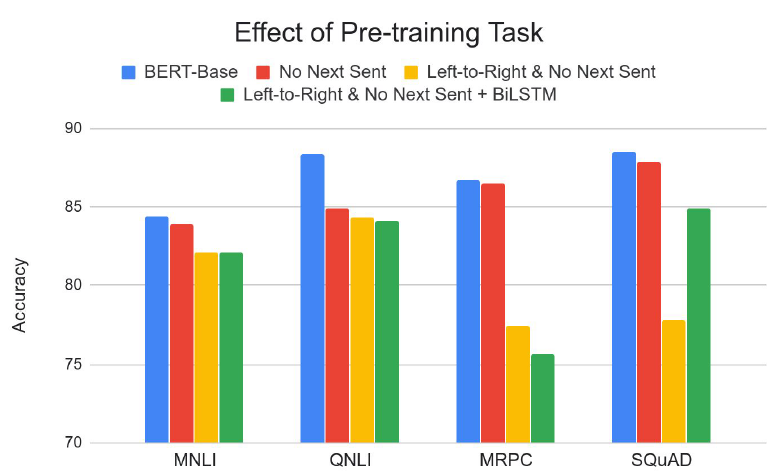 Effect of Pre-training Task
BERT-Base No Next Sent Left-to-Right & No Next Sent
Left-to-Right & No Next Sent + BiLSTM
90
85
80
75
70
Accuracy
MNLI QNLI MRPC SQuAD